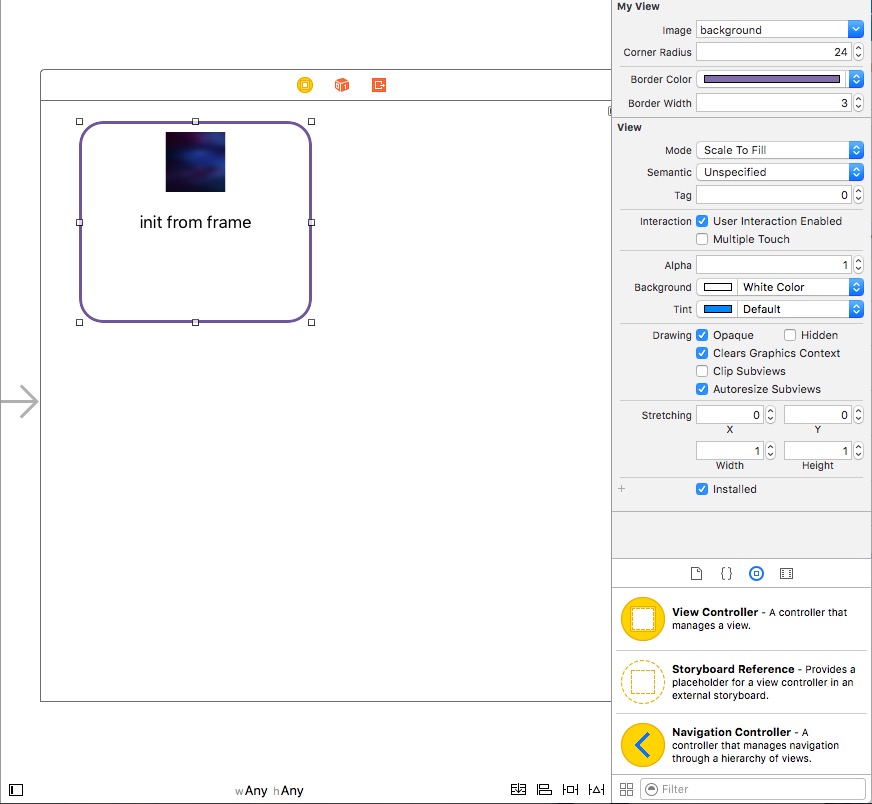 init from frame
wAny hAny
My View
Image background
Corner Radius 24
Border Color
Border Width 3
View
Mode Scale To Fill
Semantic Unspecified
Tag 0
Interaction User Interaction Enabled
Multiple Touch
Alpha 1
Background White Color
Tint Default
Drawing Opaque Hidden
Clears Graphics Context
Clip Subviews
Autoresize Subviews
Stretching 0 0
X Y
1 1
Width Height
+ Installed
{ }
View Controller - A controller that
manages a view.
Storyboard Reference - Provides a
placeholder for a view controller in an
external storyboard.
Navigation Controller - A
controller that manages navigation
through a hierarchy of views.
Filter